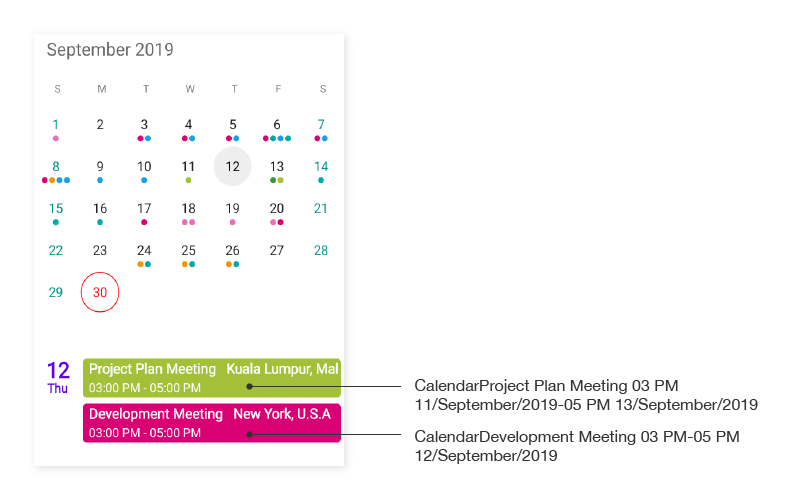 September 2019
S M T W T F S
1 2 3 4 5 6 7
8 9 10 11 12 13 14
15 16 17 18 19 20 21
22 23 24 25 26 27 28
29 30
12
Thu
Project Plan Meeting Kuala Lumpur, Mal
03:00 PM - 05:00 PM
Development Meeting New York, U.S.A
03:00 PM - 05:00 PM
CalendarProject Plan Meeting 03 PM
11/September/2019-05 PM 13/September/2019
CalendarDevelopment Meeting 03 PM-05 PM
12/September/2019